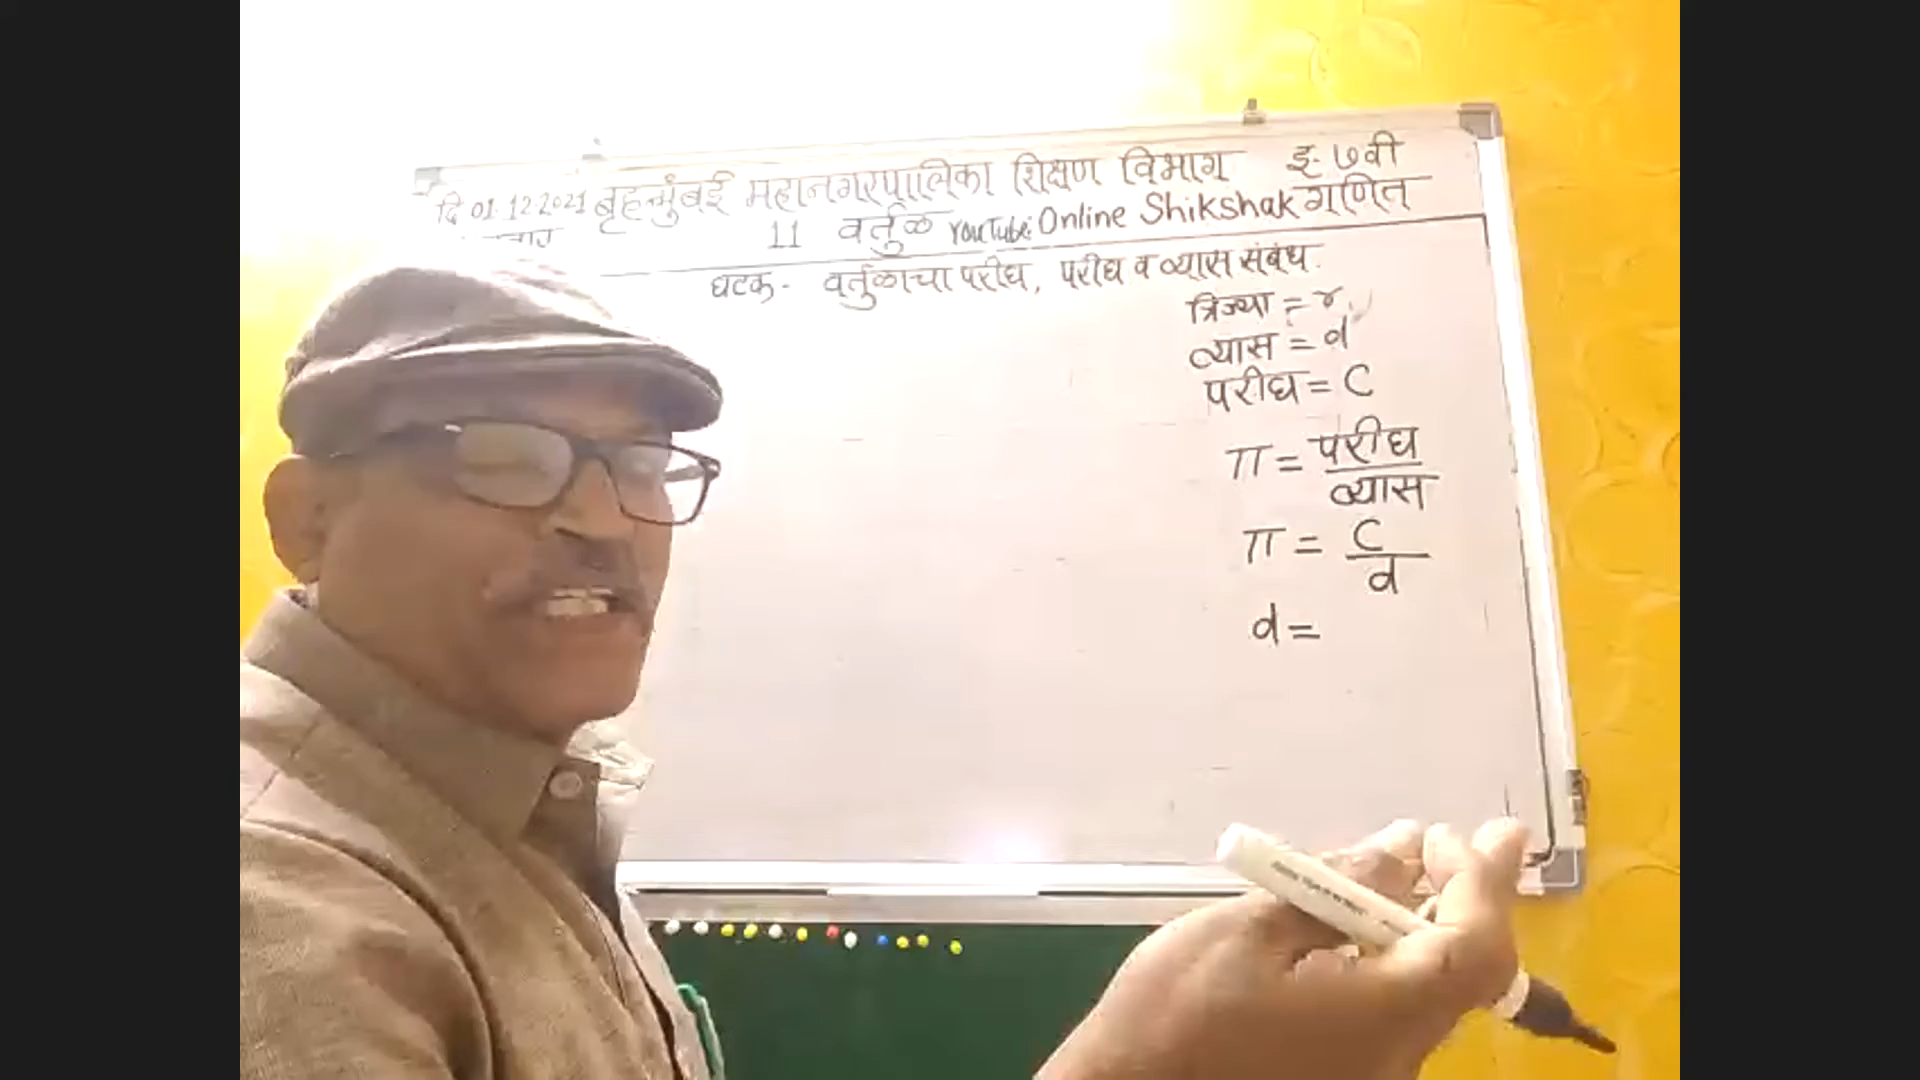 बृहन्मुंबई महानगरपालिका शिक्षण विभाग इ. ७वी
दि 01.12.2021
11 वर्तुळ YouTube: Online Shikshak गणित
घटक - वर्तुळाचा परीघ, परीघ व व्यास संबंध.
त्रिज्या = r
व्यास = d
परीघ = C
π = परीघ
व्यास
π = C
d
d =